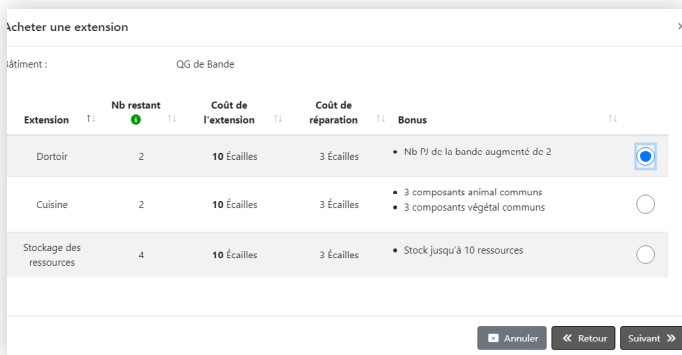 Acheter une extension
Bâtiment : QG de Bande
Extension Nb restant Coût de l'extension Coût de réparation Bonus
Dortoir 2 10 Écailles 3 Écailles • Nb PJ de la bande augmenté de 2
Cuisine 2 10 Écailles 3 Écailles • 3 composants animal communs
• 3 composants végétal communs
Stockage des ressources 4 10 Écailles 3 Écailles • Stock jusqu'à 10 ressources
Annuler Retour Suivant